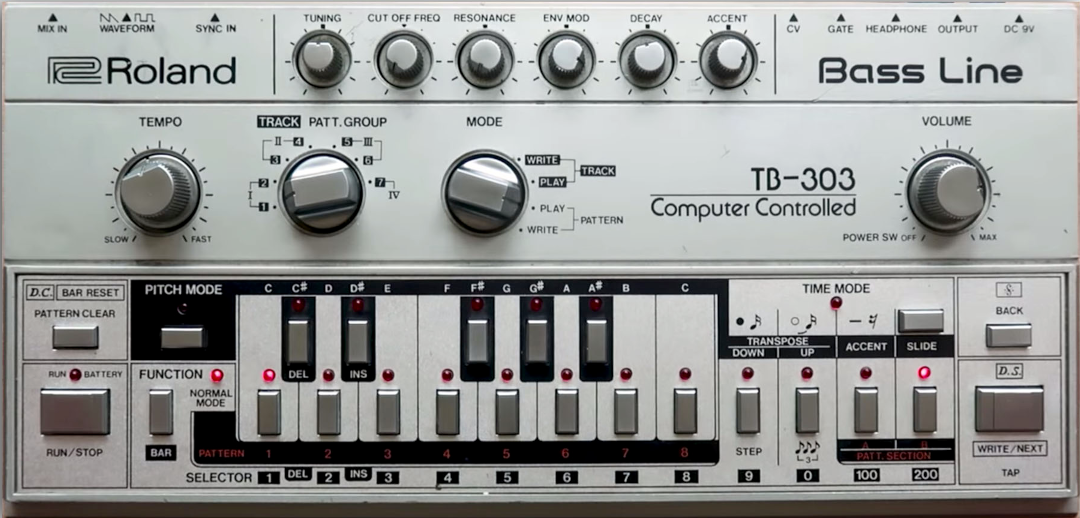 MIX IN WAVEFORM SYNC IN TUNING CUT OFF FREQ RESONANCE ENV MOD DECAY ACCENT CV GATE HEADPHONE OUTPUT DC 9V
Roland Bass Line
TEMPO TRACK PATT. GROUP MODE VOLUME
II 4 5 III
3 6
2 7
I IV
1
WRITE
PLAY
TRACK
PLAY
WRITE
PATTERN
TB-303
Computer Controlled
SLOW FAST
POWER SW OFF MAX
D.C. BAR RESET
PATTERN CLEAR
PITCH MODE
C C# D D# E F F# G G# A A# B C
TIME MODE
TRANSPOSE
DOWN UP ACCENT SLIDE
S
BACK
DEL INS
RUN BATTERY
FUNCTION
NORMAL
MODE
D.S.
RUN/STOP
BAR
PATTERN 1 2 3 4 5 6 7 8
STEP
3
A B
PATT. SECTION
WRITE/NEXT
TAP
SELECTOR 1 DEL 2 INS 3 4 5 6 7 8 9 0 100 200